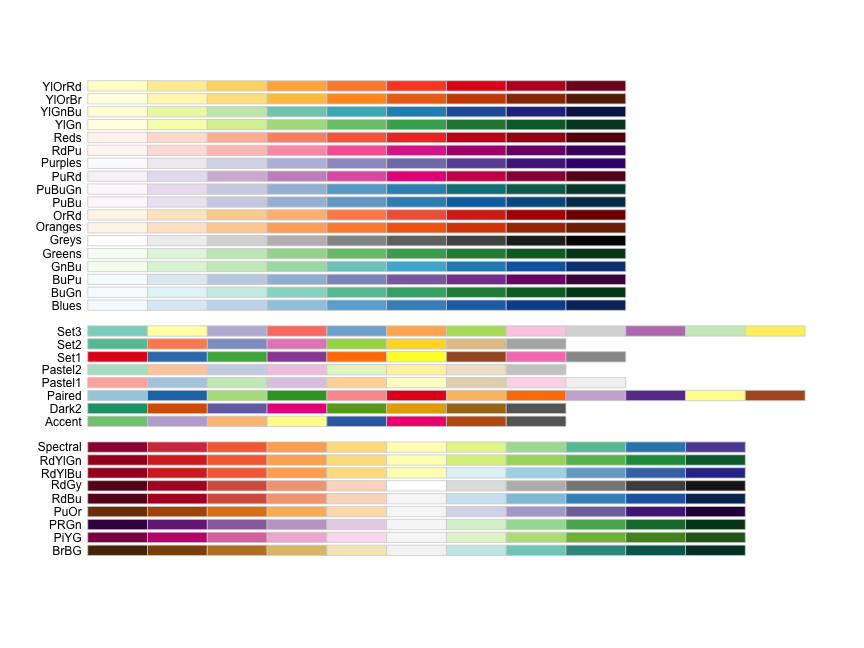 YlOrRd
YlOrBr
YlGnBu
YlGn
Reds
RdPu
Purples
PuRd
PuBuGn
PuBu
OrRd
Oranges
Greys
Greens
GnBu
BuPu
BuGn
Blues
Set3
Set2
Set1
Pastel2
Pastel1
Paired
Dark2
Accent
Spectral
RdYlGn
RdYlBu
RdGy
RdBu
PuOr
PRGn
PiYG
BrBG